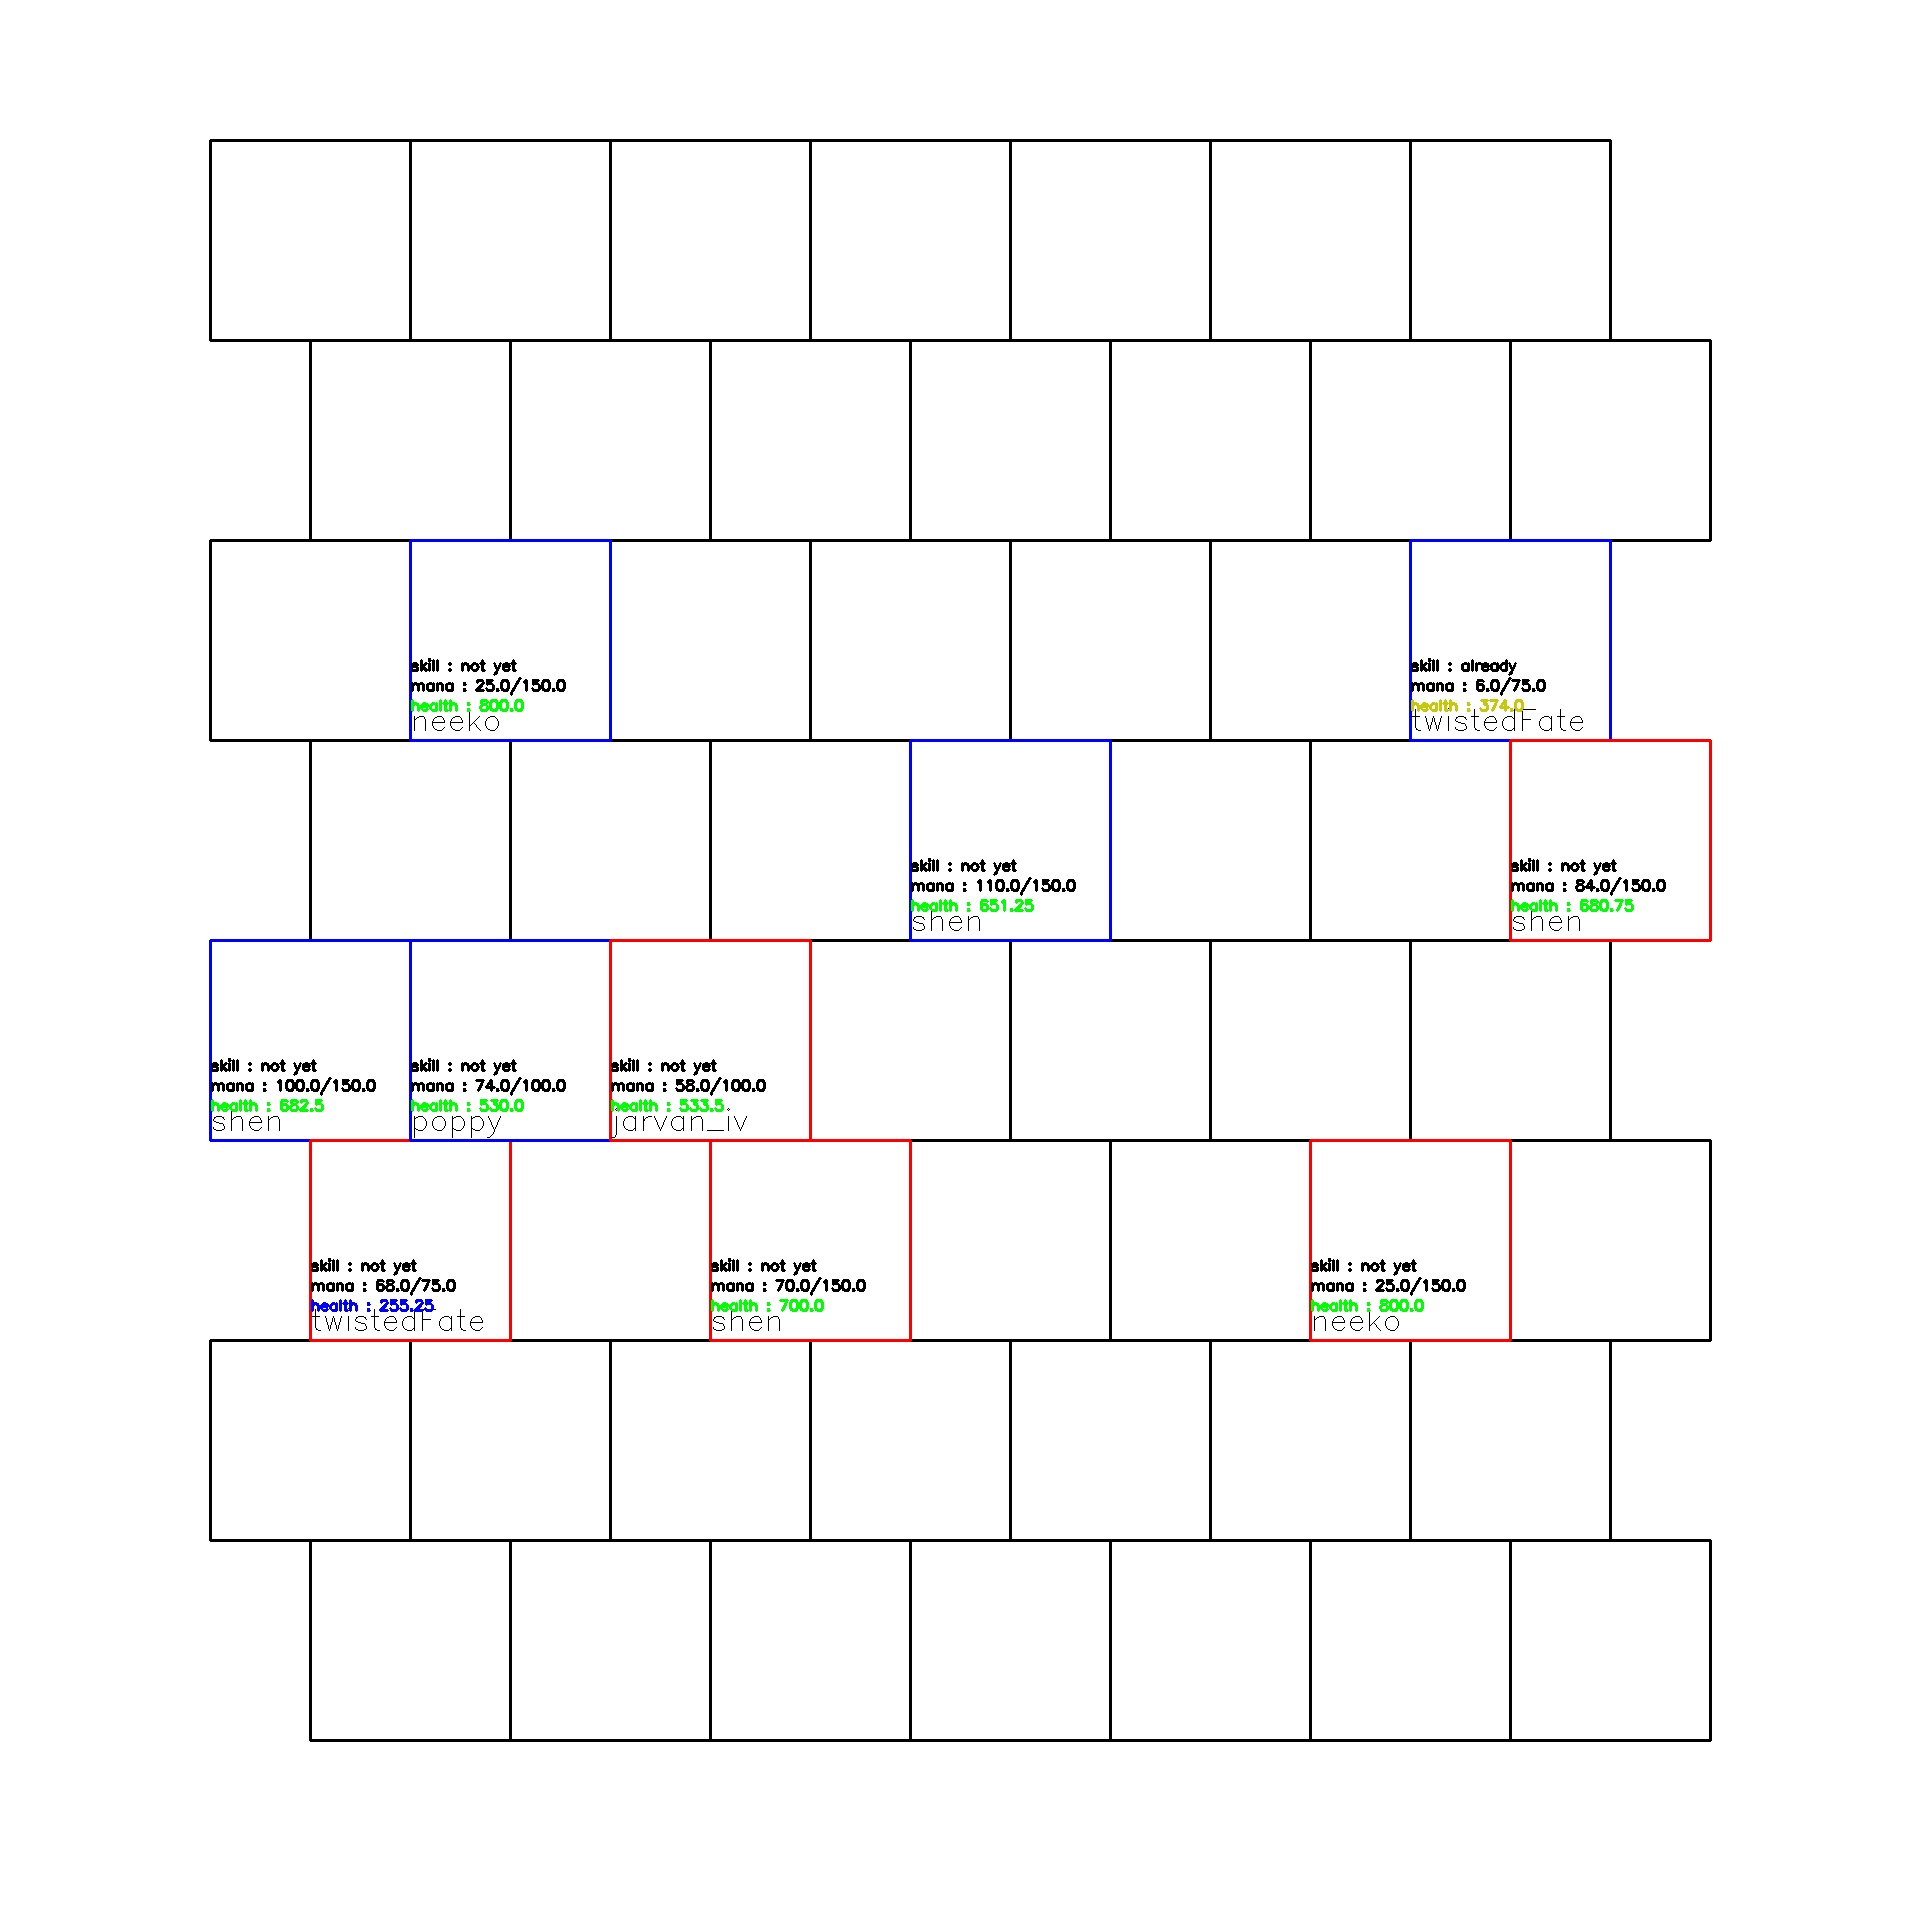 skill : not yet
mana : 25.0/150.0
health : 800.0
neeko
skill : already
mana : 6.0/75.0
health : 374.0
twistedFate
skill : not yet
mana : 110.0/150.0
health : 651.25
shen
skill : not yet
mana : 84.0/150.0
health : 680.75
shen
skill : not yet
mana : 100.0/150.0
health : 682.5
shen
skill : not yet
mana : 74.0/100.0
health : 530.0
poppy
skill : not yet
mana : 58.0/100.0
health : 533.5
jarvan_iv
skill : not yet
mana : 68.0/75.0
health : 255.25
twistedFate
skill : not yet
mana : 70.0/150.0
health : 700.0
shen
skill : not yet
mana : 25.0/150.0
health : 800.0
neeko